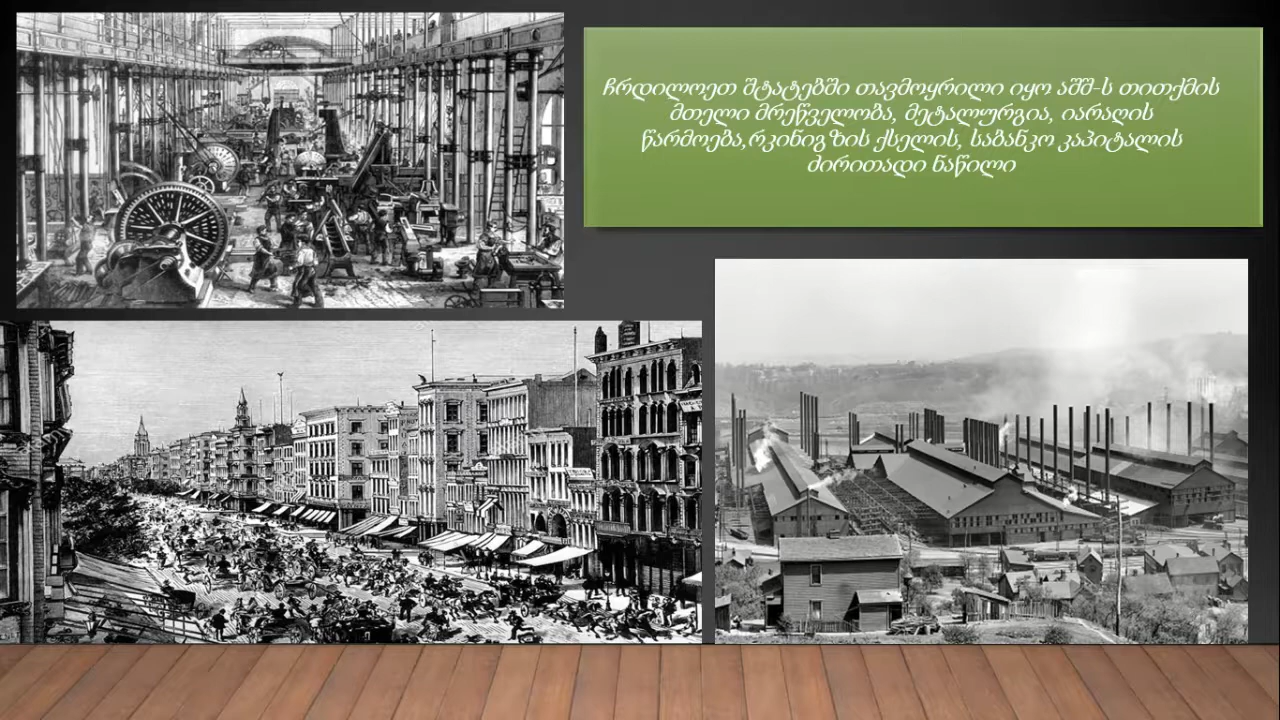 ჩრდილოეთ შტატებში თავმოყრილი იყო აშშ-ს თითქმის
მთელი მრეწველობა, მეტალურგია, იარაღის
წარმოება,რკინიგზის ქსელის, საბანკო კაპიტალის
ძირითადი ნაწილი